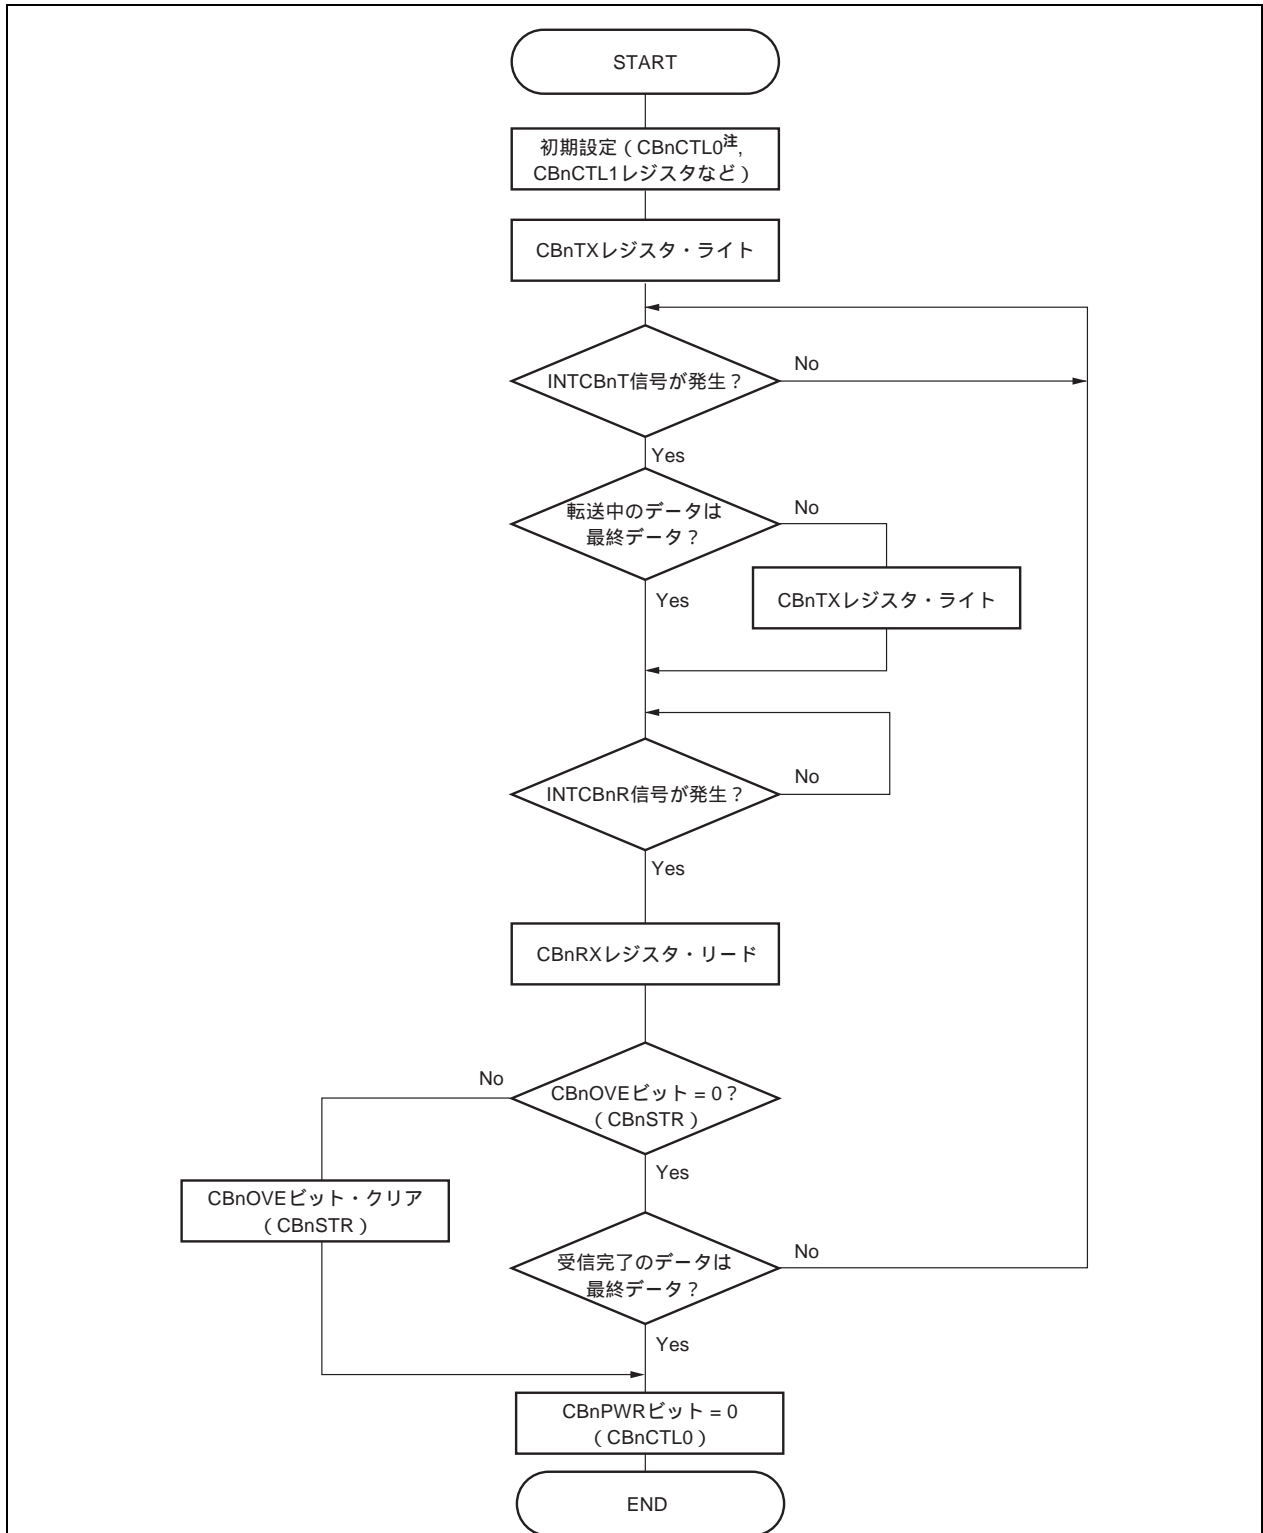 START
初期設定（CBnCTL0注,
CBnCTL1レジスタなど）
CBnTXレジスタ・ライト
INTCBnT信号が発生？
No
Yes
転送中のデータは
最終データ？
No
Yes
CBnTXレジスタ・ライト
INTCBnR信号が発生？
No
Yes
CBnRXレジスタ・リード
CBnOVEビット = 0？
（CBnSTR）
No
Yes
CBnOVEビット・クリア
（CBnSTR）
受信完了のデータは
最終データ？
No
Yes
CBnPWRビット = 0
（CBnCTL0）
END